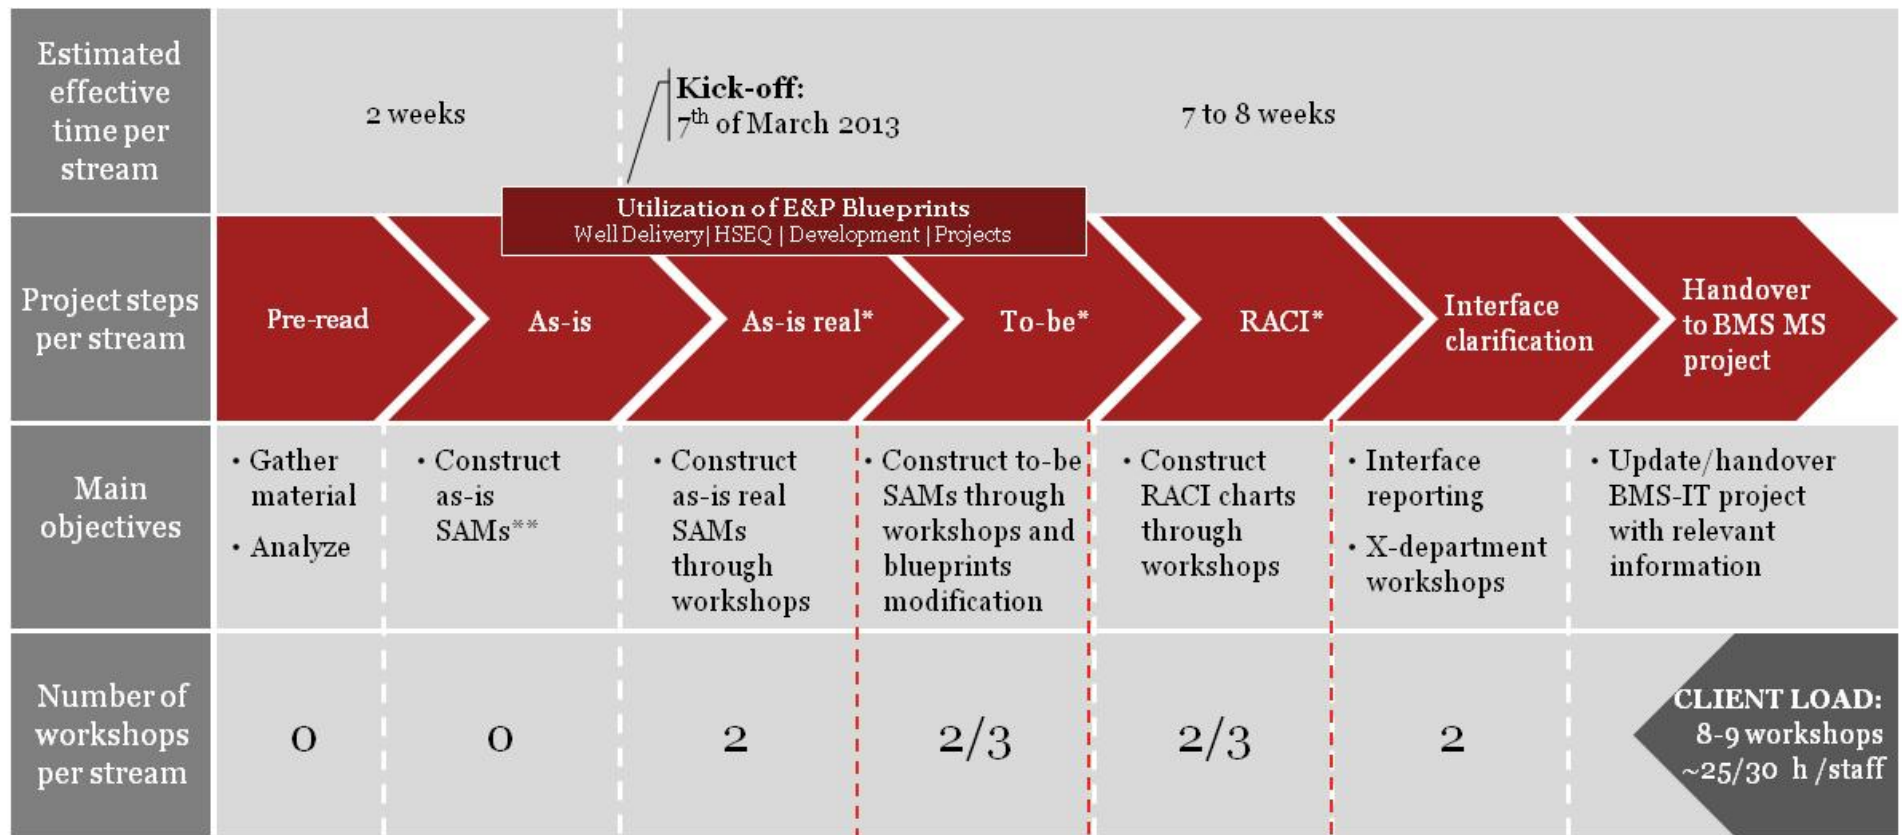 Estimated
effective
time per
stream
2 weeks
Kick-off:
7th of March 2013
7 to 8 weeks
Utilization of E&P Blueprints
Well Delivery| HSEQ | Development | Projects
Project steps
per stream
Pre-read
As-is
As-is real*
To-be*
RACI*
Interface
clarification
Handover
to BMS MS
project
Main
objectives
• Gather
material
• Analyze
• Construct
as-is
SAMs**
• Construct
as-is real
SAMs
through
workshops
• Construct to-be
SAMs through
workshops and
blueprints
modification
• Construct
RACI charts
through
workshops
• Interface
reporting
• X-department
workshops
• Update/handover
BMS-IT project
with relevant
information
Number of
workshops
per stream
0
0
2
2/3
2/3
2
CLIENT LOAD:
8-9 workshops
~25/30 h /staff